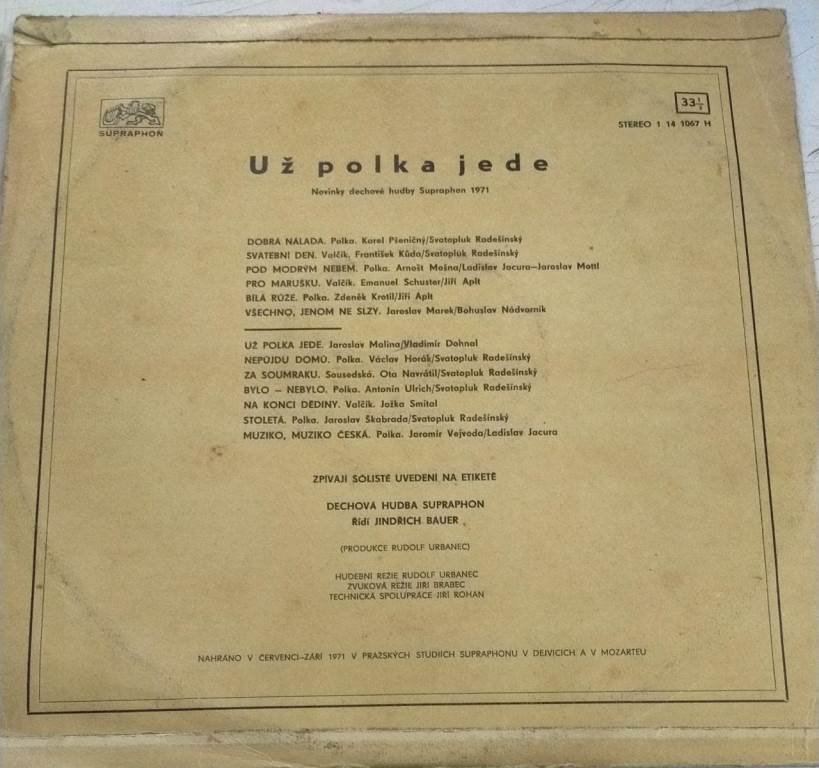 SUPRAPHON
33 1/3
STEREO 1 14 1067 H
Už polka jede
Novinky dechové hudby Supraphon 1971
DOBRÁ NÁLADA. Polka. Karel Pšeničný/Svatopluk Radešinský
SVATEBNÍ DEN. Valčík. František Kůda/Svatopluk Radešinský
POD MODRÝM NEBEM. Polka. Arnošt Mošna/Ladislav Jacura—Jaroslav Mottl
PRO MARUŠKU. Valčík. Emanuel Schuster/Jiří Aplt
BÍLÁ RŮŽE. Polka. Zdeněk Krotil/Jiří Aplt
VŠECHNO, JENOM NE SLZY. Jaroslav Marek/Bohuslav Nádvorník
UŽ POLKA JEDE. Jaroslav Malina/Vladimír Dohnal
NEPŮJDU DOMŮ. Polka. Václav Horák/Svatopluk Radešinský
ZA SOUMRAKU. Sousedská. Ota Navrátil/Svatopluk Radešinský
BYLO — NEBYLO. Polka. Antonín Ulrich/Svatopluk Radešinský
NA KONCI DĚDINY. Valčík. Jožka Smital
STOLETÁ. Polka. Jaroslav Škabrada/Svatopluk Radešinský
MUZIKO, MUZIKO ČESKÁ. Polka. Jaromír Vejvoda/Ladislav Jacura
ZPÍVAJÍ SÓLISTÉ UVEDENÍ NA ETIKETĚ
DECHOVÁ HUDBA SUPRAPHON
Řídí JINDŘICH BAUER
(PRODUKCE RUDOLF URBANEC)
HUDEBNÍ REŽIE RUDOLF URBANEC
ZVUKOVÁ REŽIE JIŘÍ BRABEC
TECHNICKÁ SPOLUPRÁCE JIŘÍ ROHAN
NAHRÁNO V ČERVENCI–ZÁŘÍ 1971 V PRAŽSKÝCH STUDIÍCH SUPRAPHONU V DEJVICÍCH A V MOZARTEU